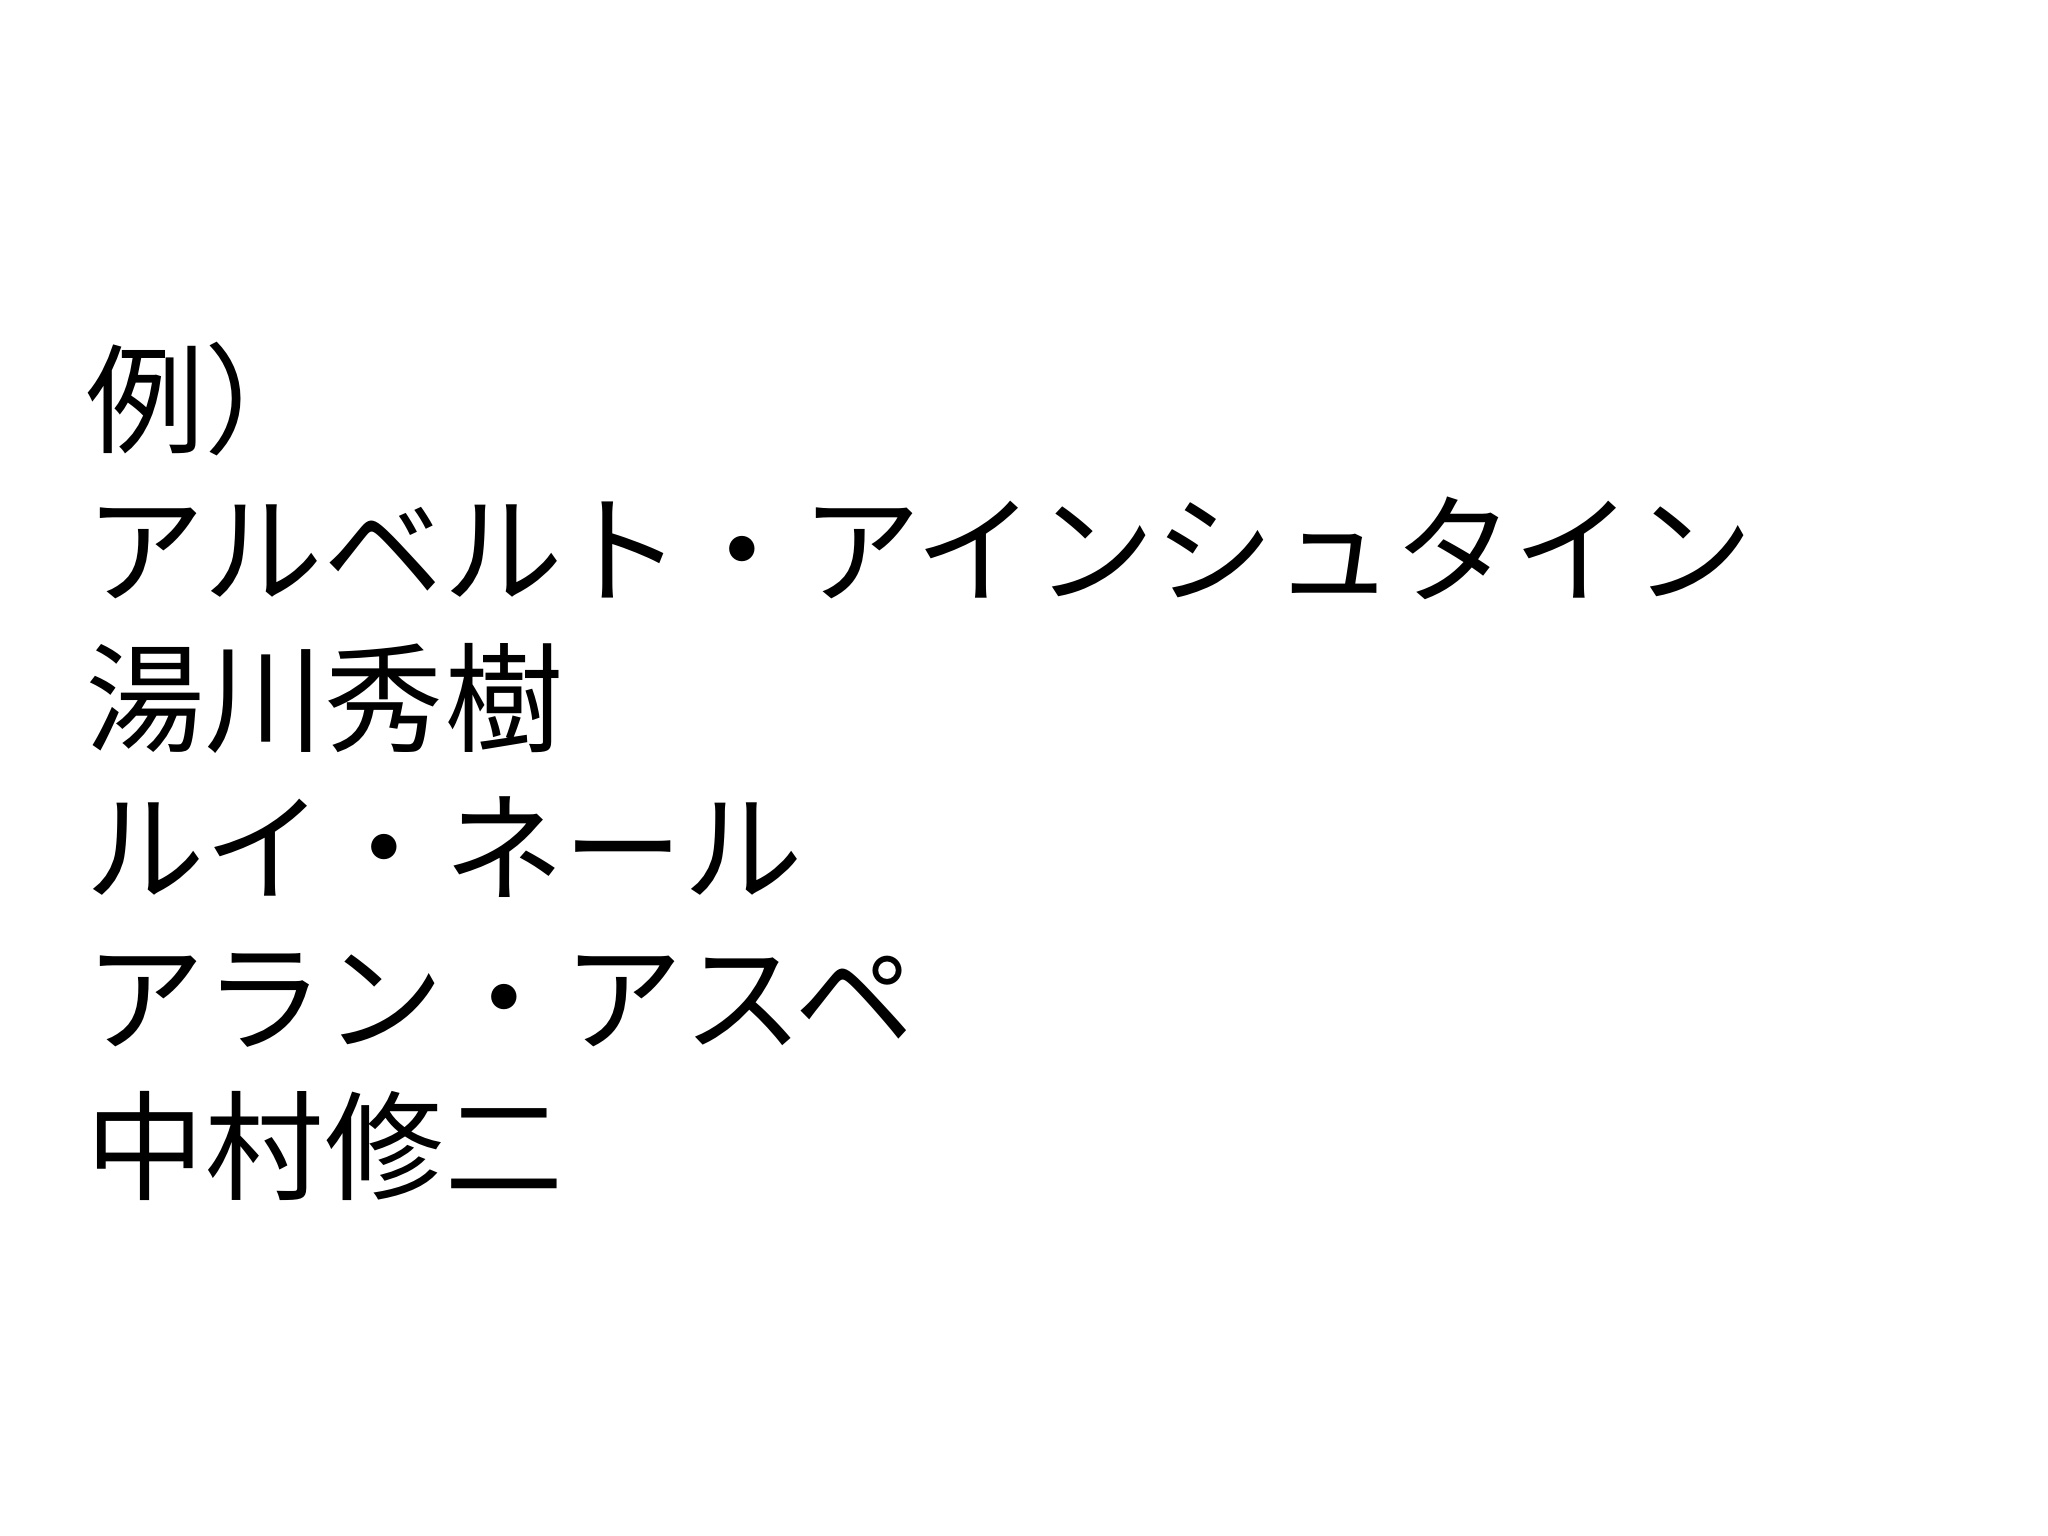 例）
アルベルト・アインシュタイン
湯川秀樹
ルイ・ネール
アラン・アスペ
中村修二